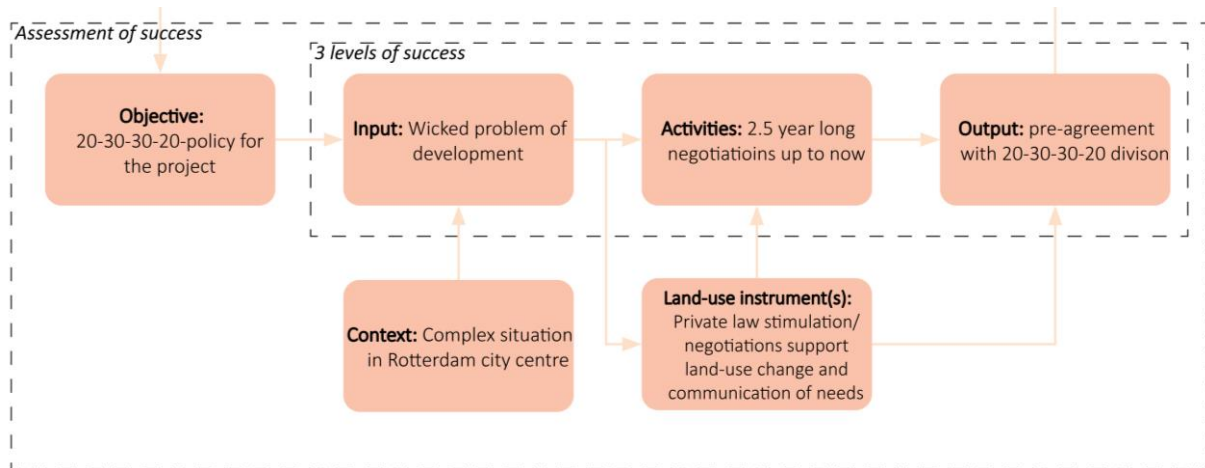 Assessment of success
3 levels of success
Objective:
20-30-30-20-policy for
the project
Input: Wicked problem of
development
Activities: 2.5 year long
negotiatioins up to now
Output: pre-agreement
with 20-30-30-20 divison
Context: Complex situation
in Rotterdam city centre
Land-use instrument(s):
Private law stimulation/
negotiations support
land-use change and
communication of needs